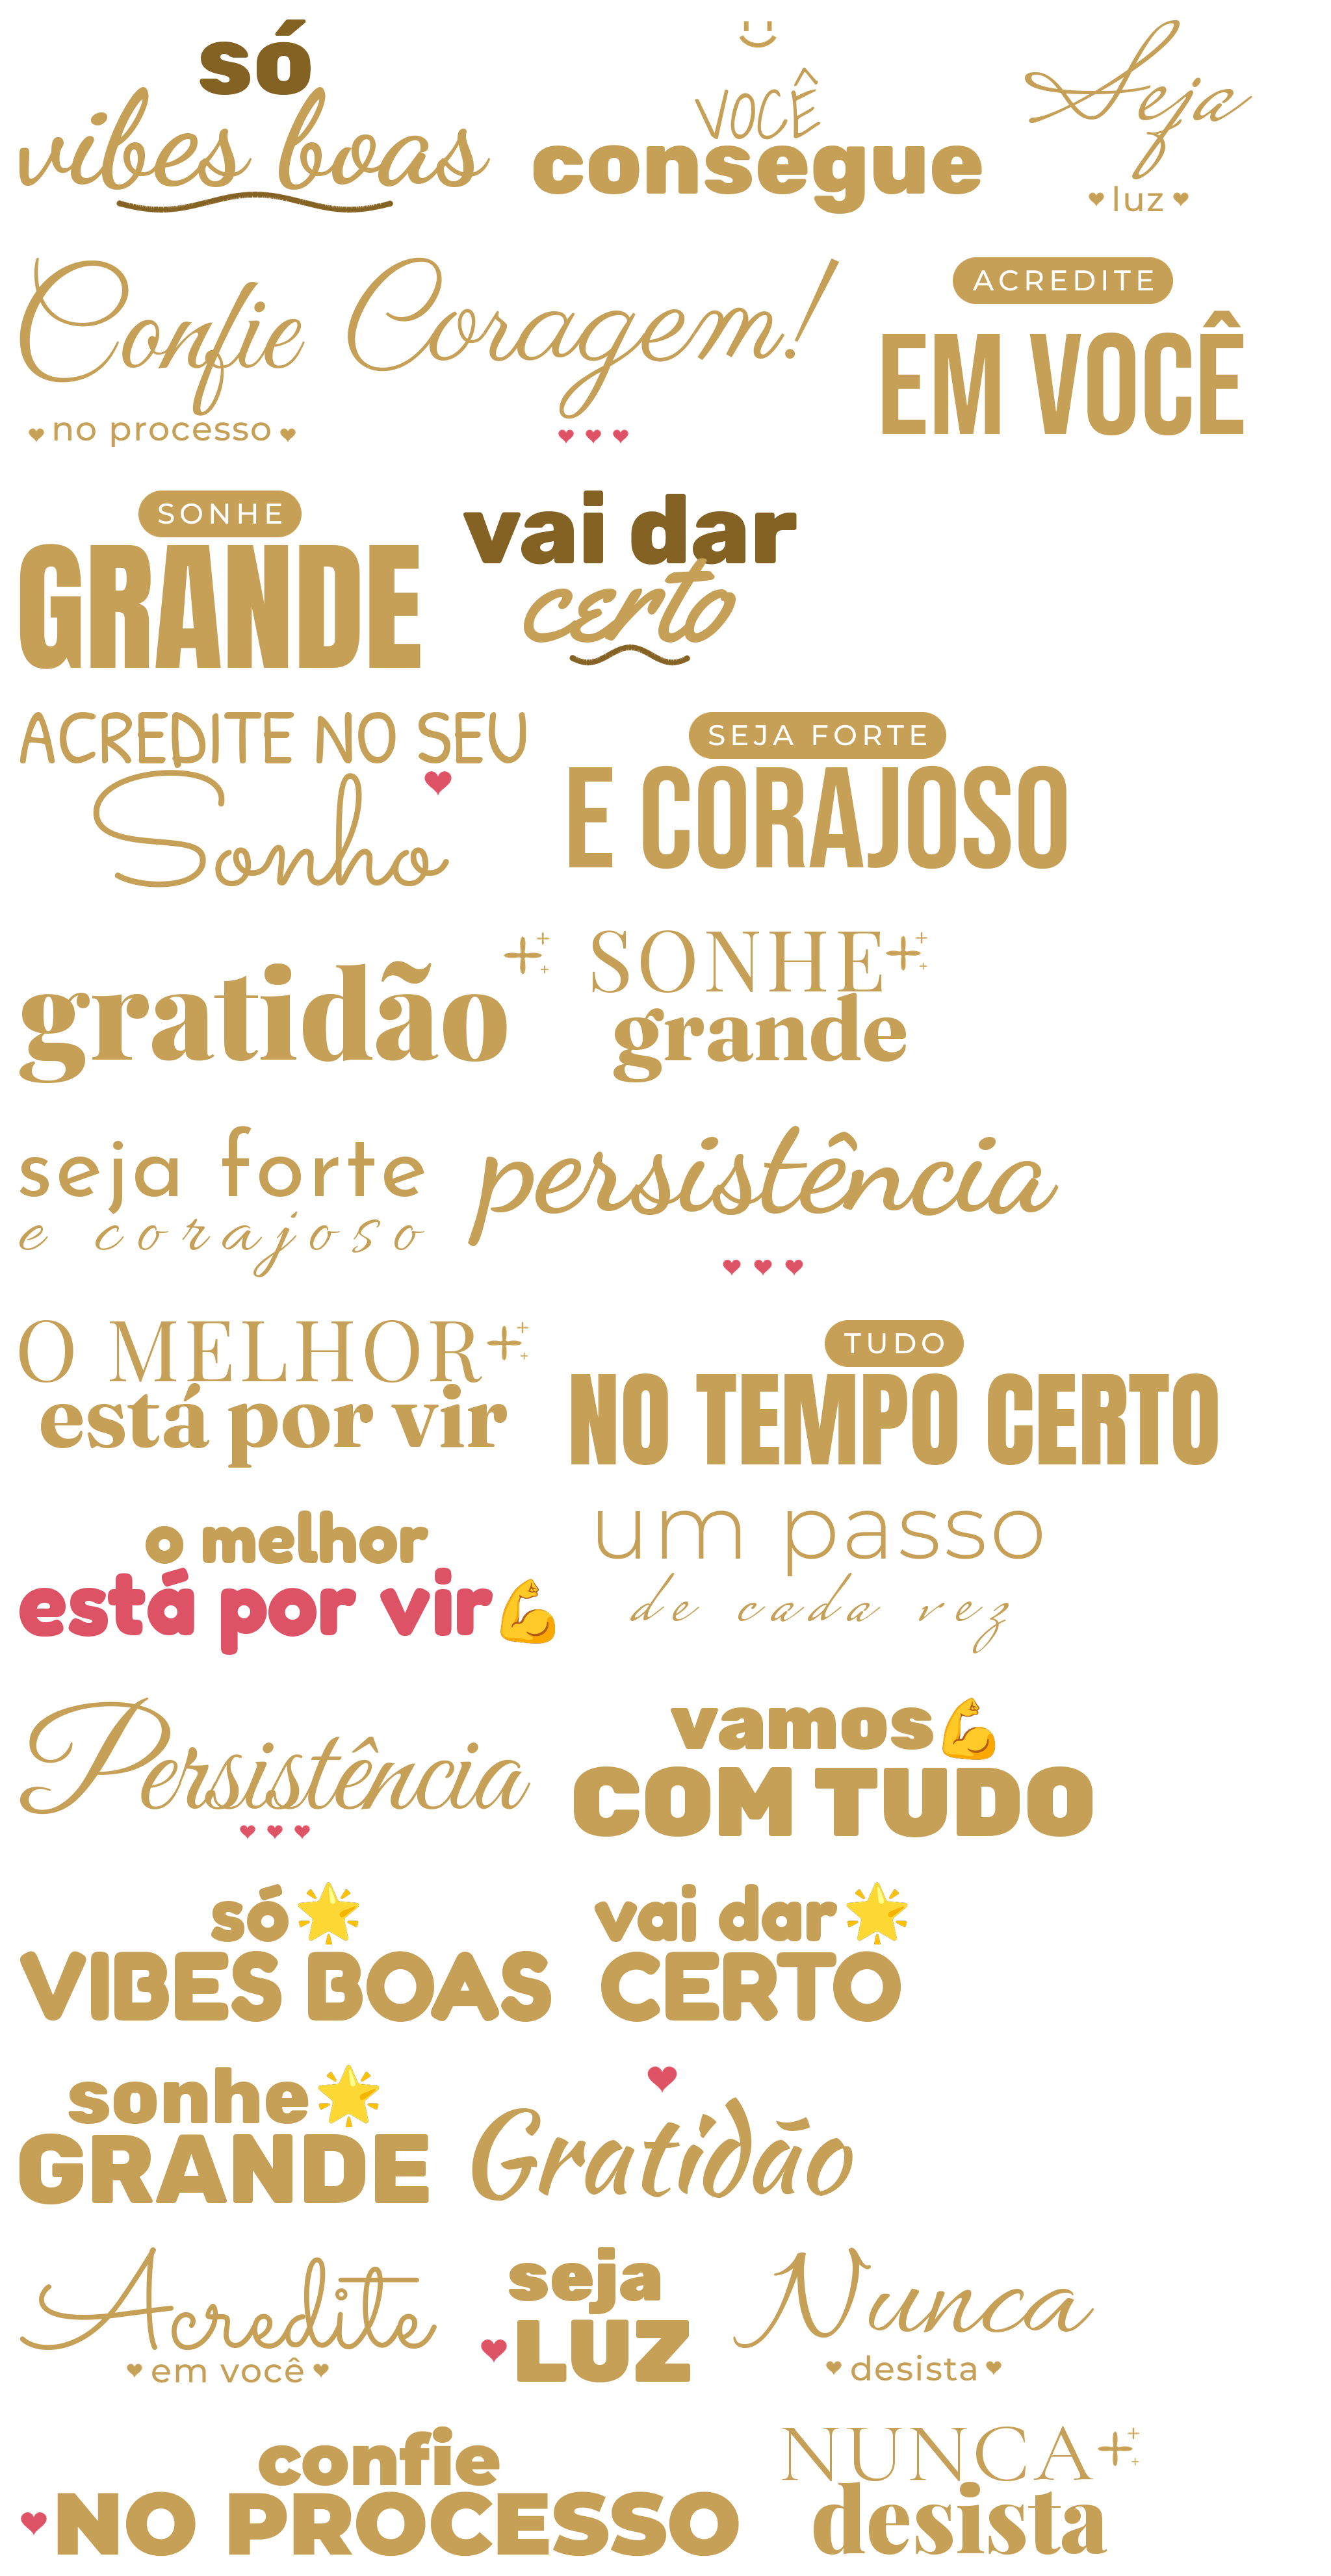 só
vibes boas
VOCÊ
consegue
Seja
luz
Confie
no processo
Coragem!
ACREDITE
EM VOCÊ
SONHE
GRANDE
vai dar
certo
ACREDITE NO SEU
Sonho
SEJA FORTE
E CORAJOSO
gratidão
SONHE
grande
seja forte
e corajoso
persistência
O MELHOR
está por vir
TUDO
NO TEMPO CERTO
o melhor
está por vir
um passo
de cada vez
Persistência
vamos
COM TUDO
só
VIBES BOAS
vai dar
CERTO
sonhe
GRANDE
Gratidão
Acredite
em você
seja
LUZ
Nunca
desista
confie
NO PROCESSO
NUNCA
desista